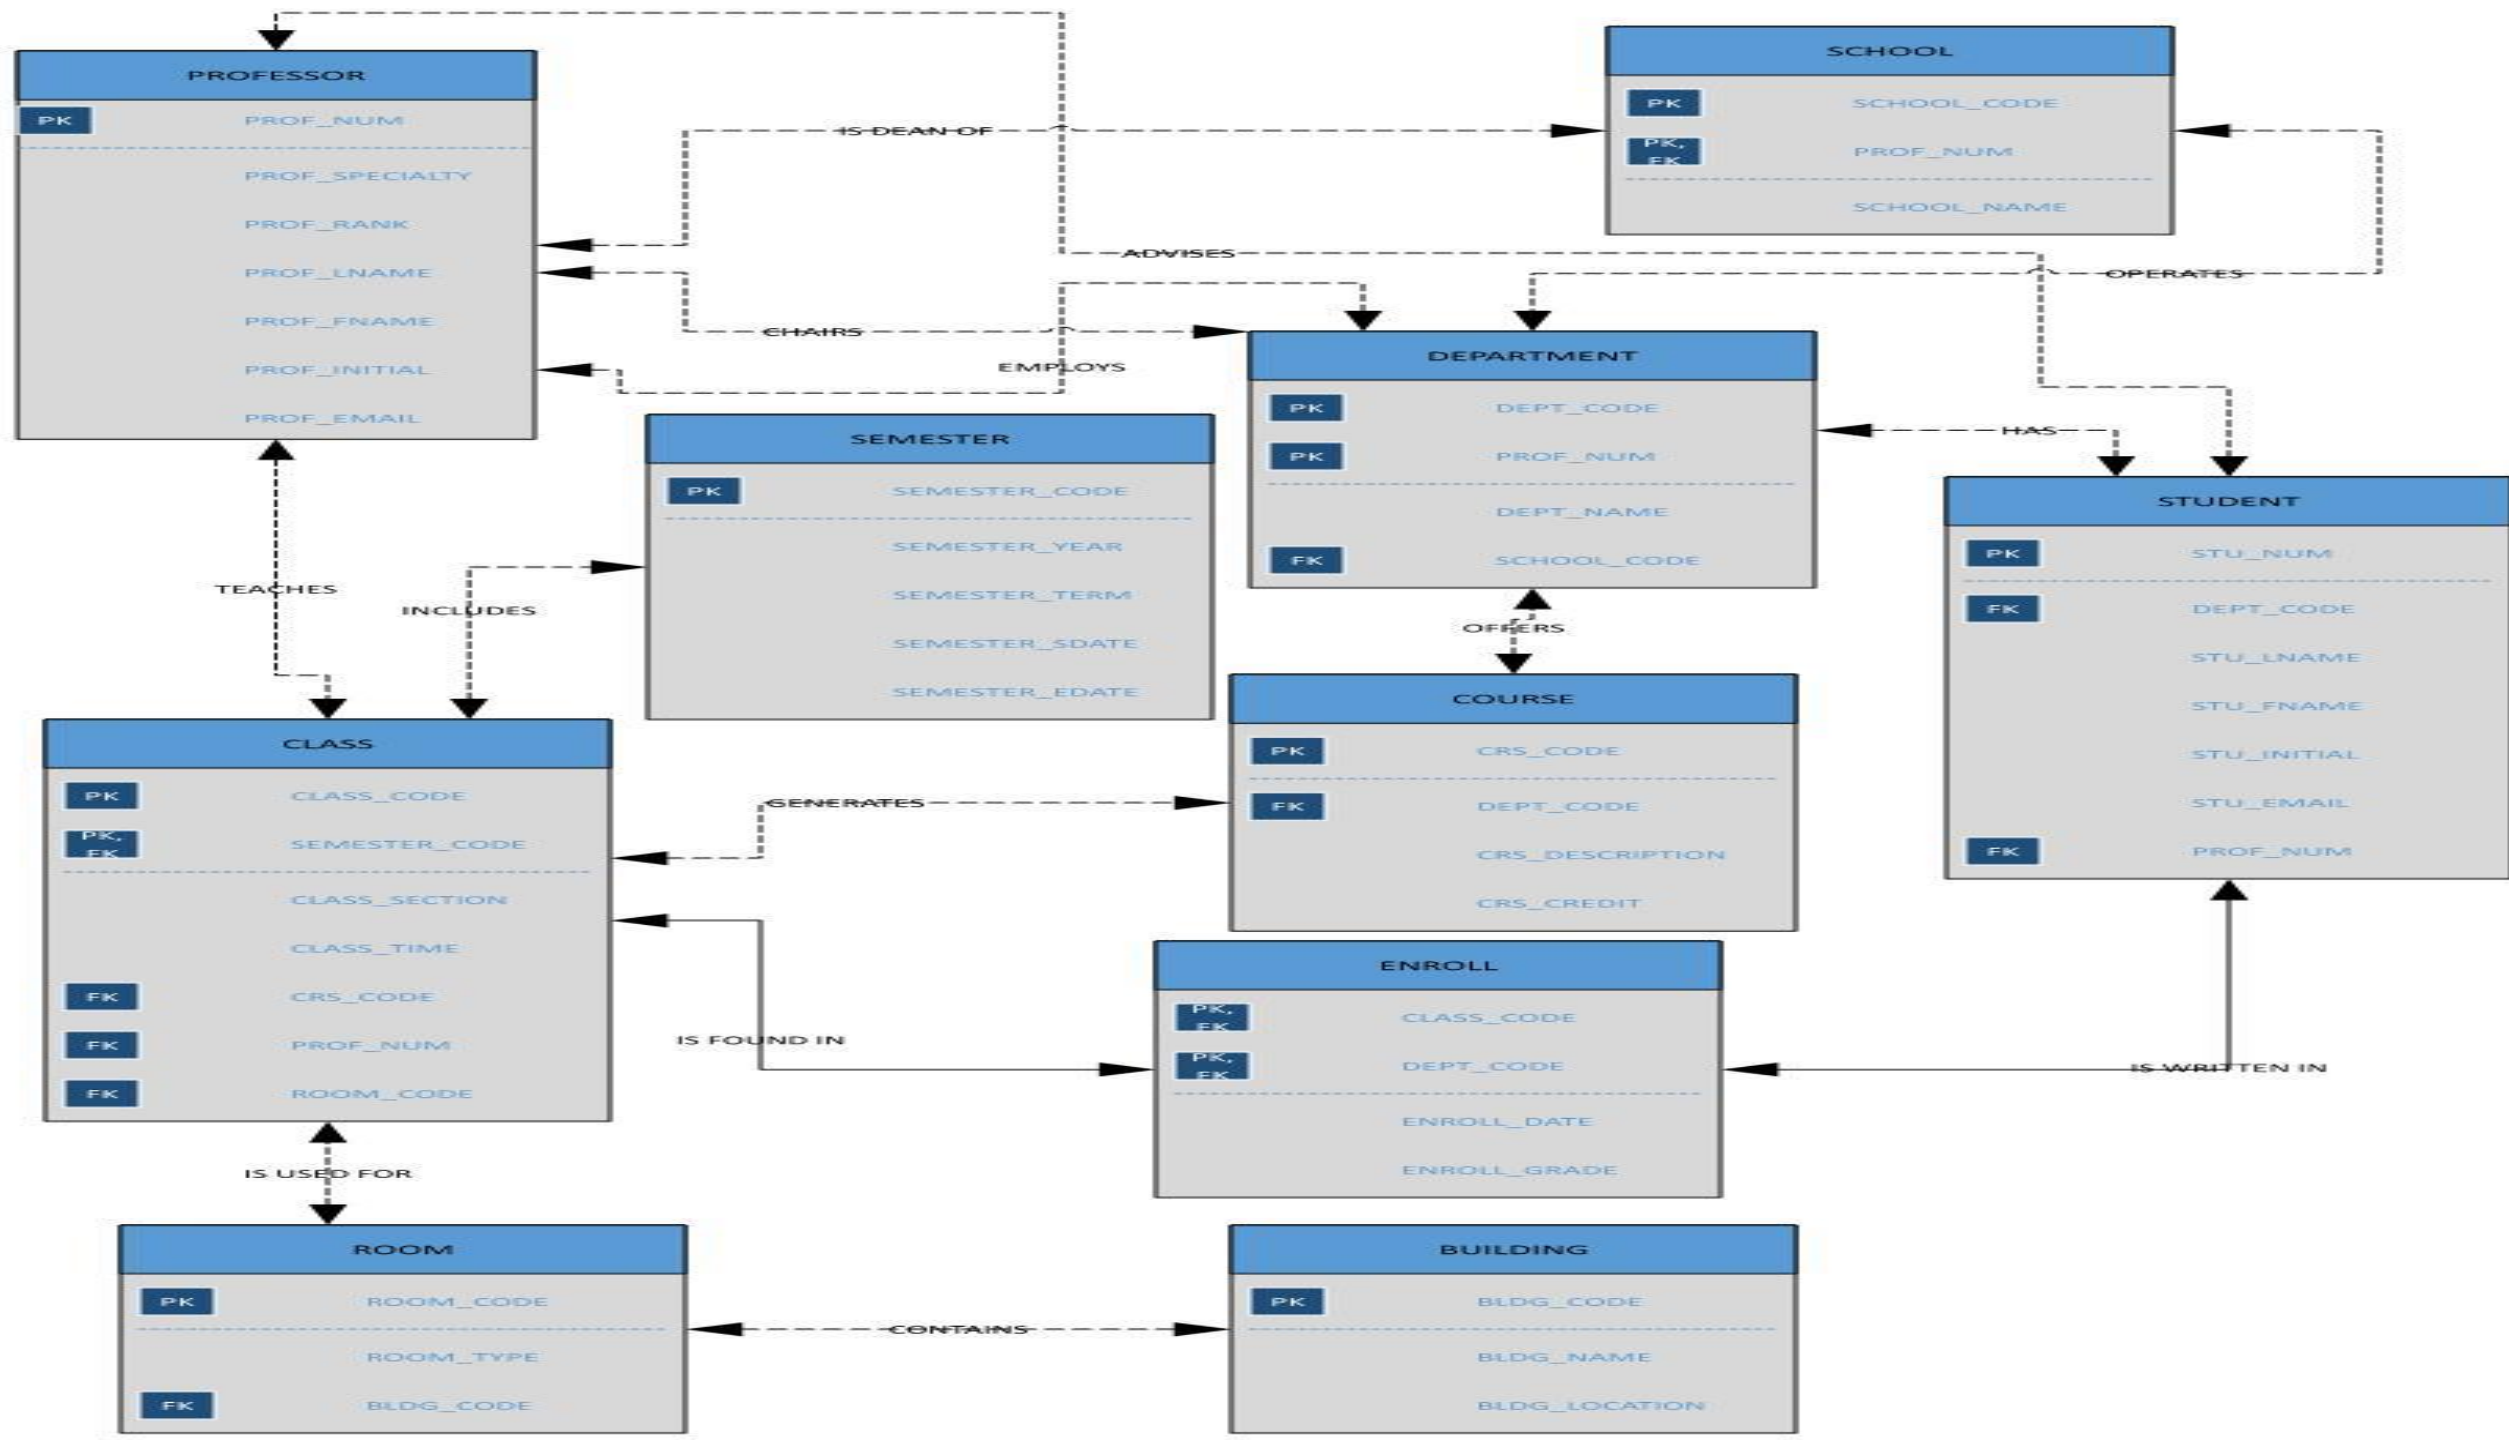 PROFESSOR
PK PROF_NUM
PROF_SPECIALTY
PROF_RANK
PROF_LNAME
PROF_FNAME
PROF_INITIAL
PROF_EMAIL
SCHOOL
PK SCHOOL_CODE
PK, FK PROF_NUM
SCHOOL_NAME
IS DEAN OF
ADVISES
OPERATES
CHAIRS
EMPLOYS
DEPARTMENT
PK DEPT_CODE
PK PROF_NUM
DEPT_NAME
FK SCHOOL_CODE
HAS
SEMESTER
PK SEMESTER_CODE
SEMESTER_YEAR
SEMESTER_TERM
SEMESTER_SDATE
SEMESTER_EDATE
STUDENT
PK STU_NUM
FK DEPT_CODE
STU_LNAME
STU_FNAME
STU_INITIAL
STU_EMAIL
FK PROF_NUM
TEACHES
INCLUDES
OFFERS
COURSE
PK CRS_CODE
FK DEPT_CODE
CRS_DESCRIPTION
CRS_CREDIT
CLASS
PK CLASS_CODE
PK, FK SEMESTER_CODE
CLASS_SECTION
CLASS_TIME
FK CRS_CODE
FK PROF_NUM
FK ROOM_CODE
GENERATES
IS FOUND IN
ENROLL
PK, FK CLASS_CODE
PK, FK DEPT_CODE
ENROLL_DATE
ENROLL_GRADE
IS WRITTEN IN
IS USED FOR
ROOM
PK ROOM_CODE
ROOM_TYPE
FK BLDG_CODE
CONTAINS
BUILDING
PK BLDG_CODE
BLDG_NAME
BLDG_LOCATION